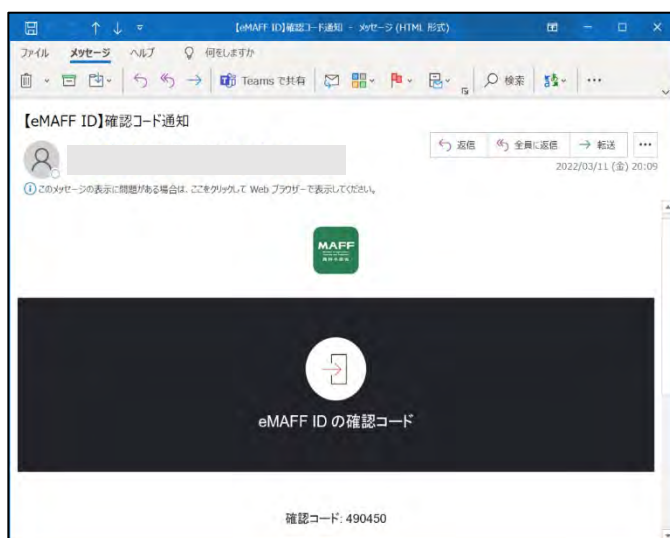 【eMAFF ID】確認コード通知 - メッセージ (HTML 形式)
ファイル メッセージ ヘルプ 何をしますか
Teams で共有 検索
【eMAFF ID】確認コード通知
返信 全員に返信 転送
2022/03/11 (金) 20:09
このメッセージの表示に問題がある場合は、ここをクリックして Web ブラウザーで表示してください。
MAFF
eMAFF ID の確認コード
確認コード: 490450